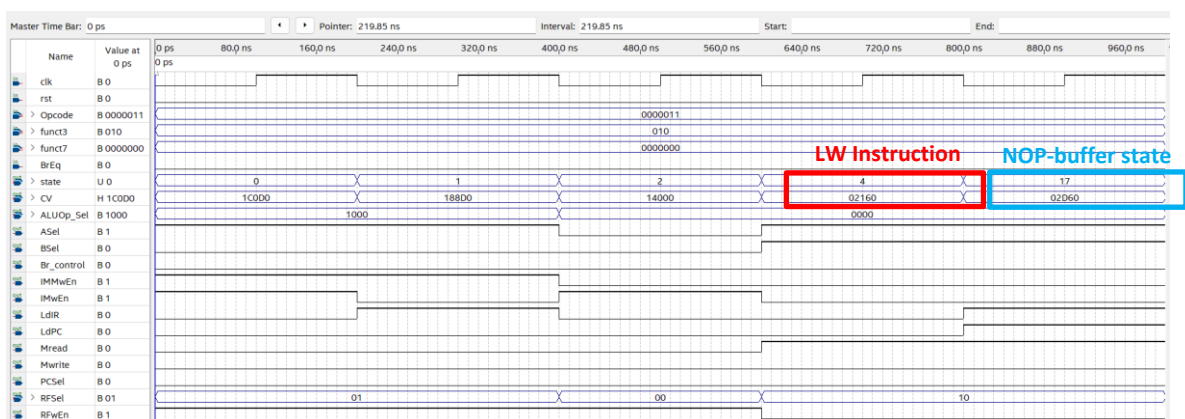 Master Time Bar: 0 ps Pointer: 219.85 ns Interval: 219.85 ns Start: End:
Name Value at 0 ps 0 ps 80.0 ns 160.0 ns 240.0 ns 320.0 ns 400.0 ns 480.0 ns 560.0 ns 640.0 ns 720.0 ns 800.0 ns 880.0 ns 960.0 ns
0 ps
clk B 0
rst B 0
Opcode B 0000011 0000011
funct3 B 010 010
funct7 B 0000000 0000000
LW Instruction NOP-buffer state
BrEq B 0
state U 0 0 1 2 4 17
CV H 1C0D0 1C0D0 188D0 14000 02160 02D60
ALUOp_Sel B 1000 1000 0000
ASel B 1
BSel B 0
Br_control B 0
IMMwEn B 1
IMwEn B 1
LdIR B 0
LdPC B 0
Mread B 0
Mwrite B 0
PCSel B 0
RFSel B 01 01 00 10
RFwEn B 1